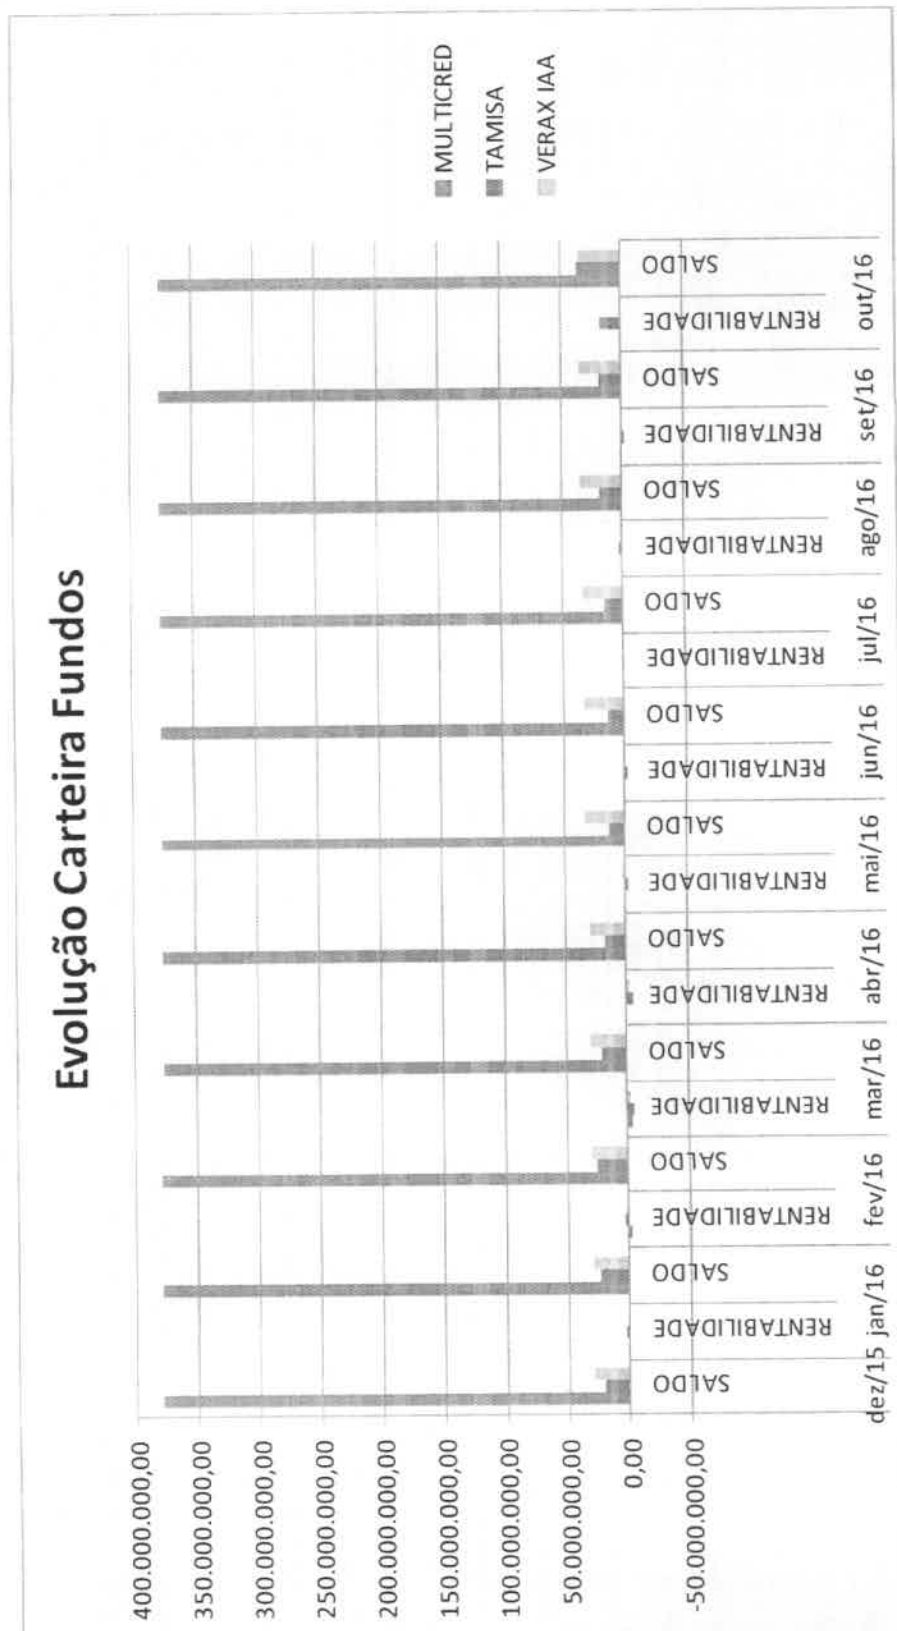 Evolução Carteira Fundos
400.000.000,00
350.000.000,00
300.000.000,00
250.000.000,00
200.000.000,00
150.000.000,00
100.000.000,00
50.000.000,00
0,00
-50.000.000,00
SALDO
RENTABILIDADE
SALDO
RENTABILIDADE
SALDO
RENTABILIDADE
SALDO
RENTABILIDADE
SALDO
RENTABILIDADE
SALDO
RENTABILIDADE
SALDO
RENTABILIDADE
SALDO
RENTABILIDADE
SALDO
RENTABILIDADE
SALDO
RENTABILIDADE
SALDO
dez/15 jan/16 fev/16 mar/16 abr/16 mai/16 jun/16 jul/16 ago/16 set/16 out/16
MULTICRED
TAMISA
VERAX IAA